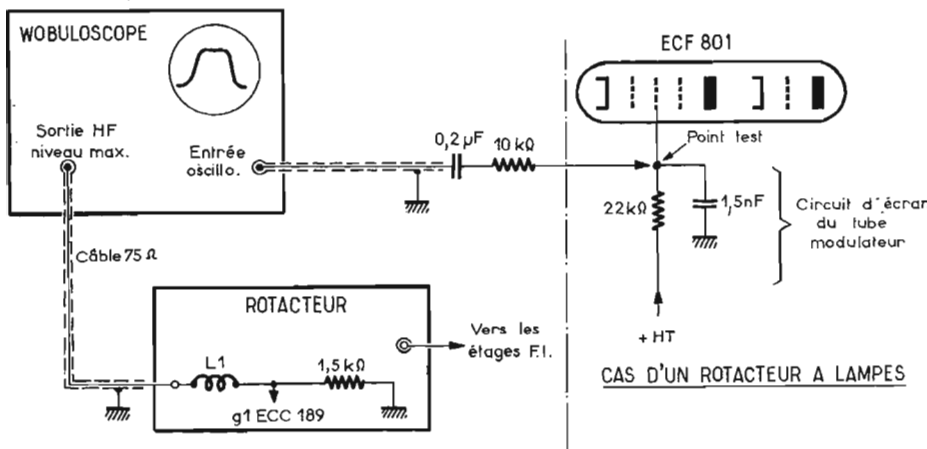 WOBULOSCOPE
Sortie HF
niveau max.
Entrée
oscillo.
0,2 µF
10 kΩ
ECF 801
Point test
22kΩ
1,5nF
Circuit d'écran
du tube
modulateur
+ HT
CAS D'UN ROTACTEUR A LAMPES
Câble 75 Ω
ROTACTEUR
L1
1,5 kΩ
g1 ECC 189
Vers les
étages F.I.